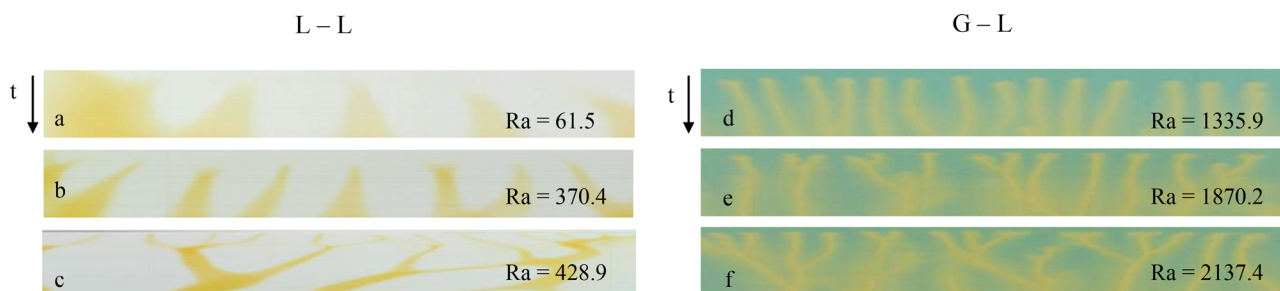 L – L
G – L
t
a
Ra = 61.5
b
Ra = 370.4
c
Ra = 428.9
t
d
Ra = 1335.9
e
Ra = 1870.2
f
Ra = 2137.4